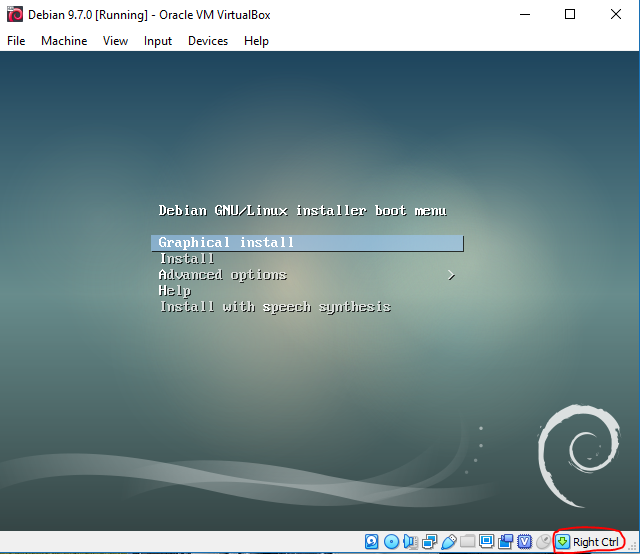 Debian 9.7.0 [Running] - Oracle VM VirtualBox
File Machine View Input Devices Help
Debian GNU/Linux installer boot menu
Graphical install
Install
Advanced options >
Help
Install with speech synthesis
Right Ctrl